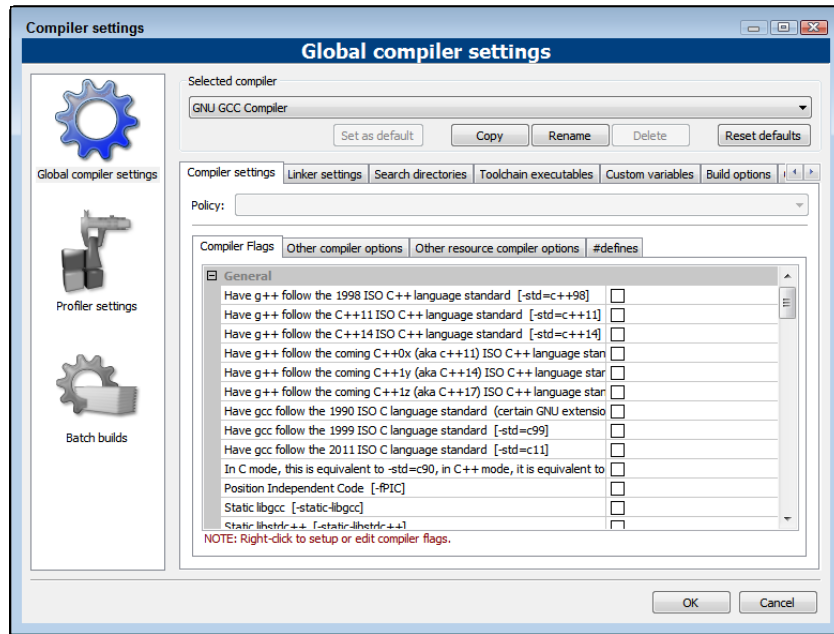 Compiler settings
Global compiler settings
Global compiler settings
Profiler settings
Batch builds
Selected compiler
GNU GCC Compiler
Set as default
Copy
Rename
Delete
Reset defaults
Compiler settings
Linker settings
Search directories
Toolchain executables
Custom variables
Build options
Policy:
Compiler Flags
Other compiler options
Other resource compiler options
#defines
General
Have g++ follow the 1998 ISO C++ language standard [-std=c++98]
Have g++ follow the C++11 ISO C++ language standard [-std=c++11]
Have g++ follow the C++14 ISO C++ language standard [-std=c++14]
Have g++ follow the coming C++0x (aka c++11) ISO C++ language stan
Have g++ follow the coming C++1y (aka C++14) ISO C++ language star
Have g++ follow the coming C++1z (aka C++17) ISO C++ language star
Have gcc follow the 1990 ISO C language standard (certain GNU extensio
Have gcc follow the 1999 ISO C language standard [-std=c99]
Have gcc follow the 2011 ISO C language standard [-std=c11]
In C mode, this is equivalent to -std=c90, in C++ mode, it is equivalent to
Position Independent Code [-fPIC]
Static libgcc [-static-libgcc]
Static libstdc++ [-static-libstdc++]
NOTE: Right-click to setup or edit compiler flags.
OK
Cancel